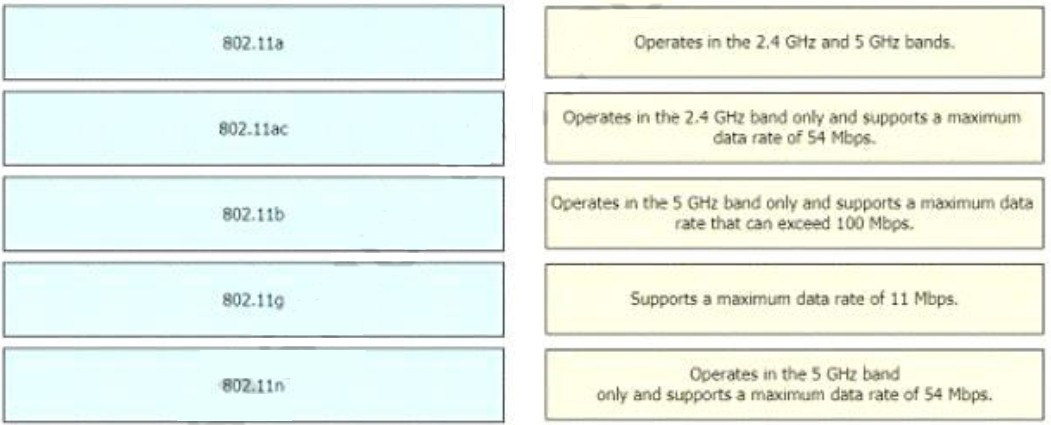 802.11a
Operates in the 2.4 GHz and 5 GHz bands.
802.11ac
Operates in the 2.4 GHz band only and supports a maximum
data rate of 54 Mbps.
802.11b
Operates in the 5 GHz band only and supports a maximum data
rate that can exceed 100 Mbps.
802.11g
Supports a maximum data rate of 11 Mbps.
802.11n
Operates in the 5 GHz band
only and supports a maximum data rate of 54 Mbps.